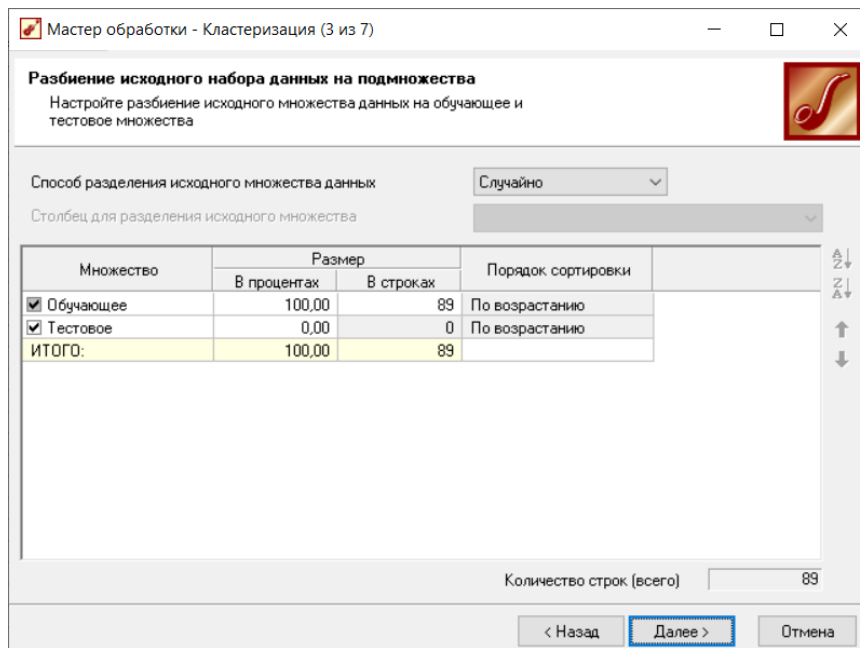 Мастер обработки - Кластеризация (3 из 7)
Разбиение исходного набора данных на подмножества
Настройте разбиение исходного множества данных на обучающее и
тестовое множества
Способ разделения исходного множества данных Случайно
Столбец для разделения исходного множества
Множество Размер Порядок сортировки
В процентах В строках
Обучающее 100,00 89 По возрастанию
Тестовое 0,00 0 По возрастанию
ИТОГО: 100,00 89
Количество строк (всего) 89
< Назад Далее > Отмена